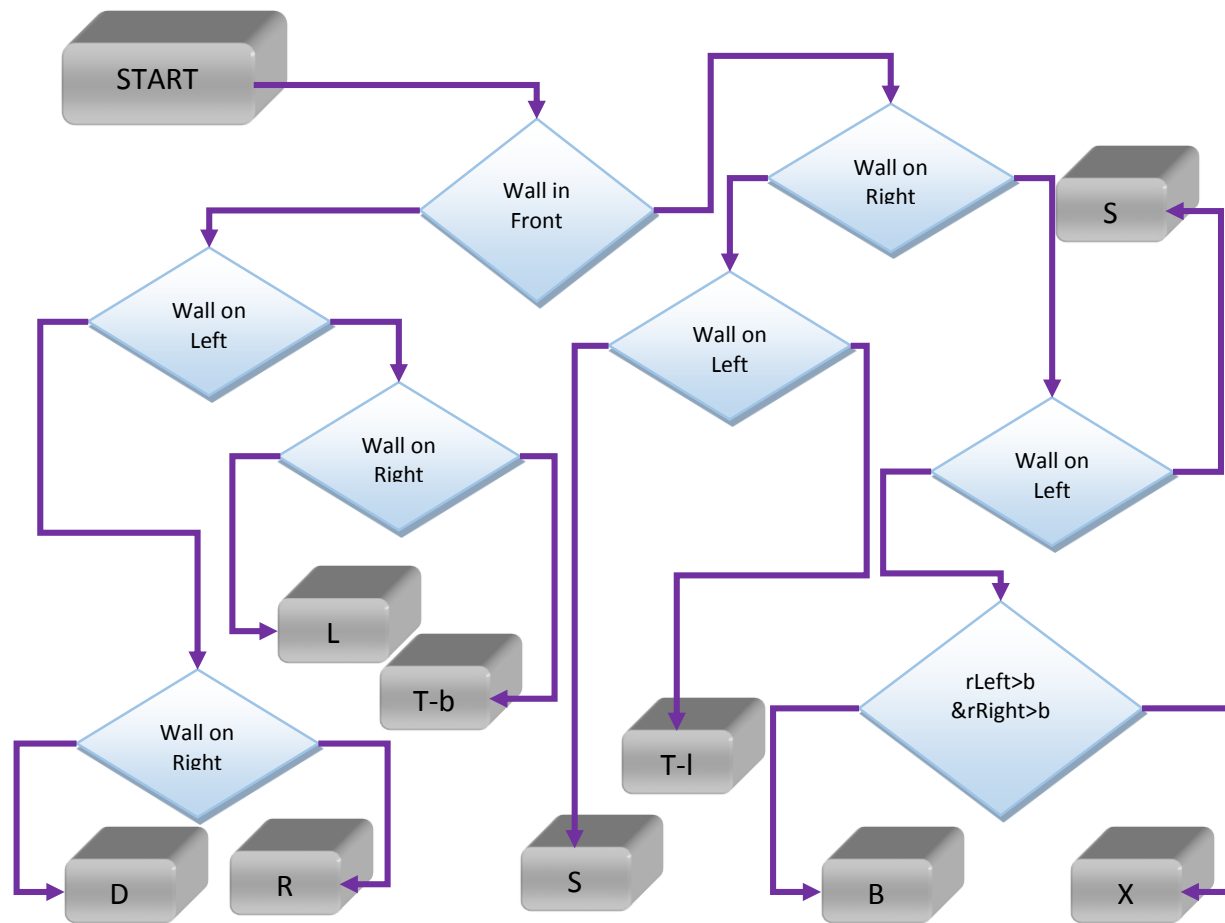 START
Wall in
Front
Wall on
Right
S
Wall on
Left
Wall on
Left
Wall on
Right
Wall on
Left
L
T-b
rLeft>b
&rRight>b
Wall on
Right
T-l
D
R
S
B
X